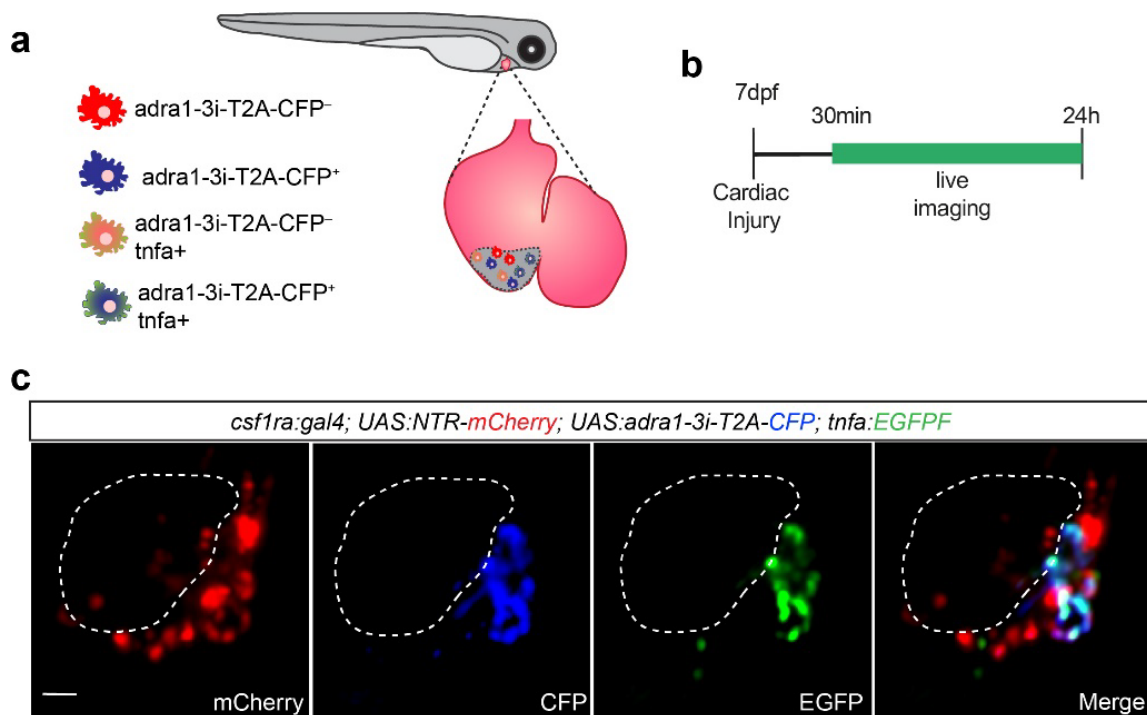 a
adra1-3i-T2A-CFP⁻
adra1-3i-T2A-CFP⁺
adra1-3i-T2A-CFP⁻
tnfa+
adra1-3i-T2A-CFP⁺
tnfa+
b
7dpf
30min
24h
Cardiac
Injury
live
imaging
c
csf1ra:gal4; UAS:NTR-mCherry; UAS:adra1-3i-T2A-CFP; tnfa:EGFPF
mCherry
CFP
EGFP
Merge